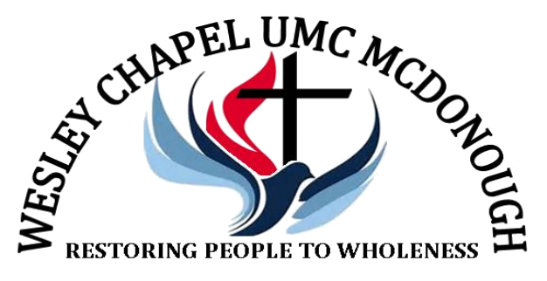 WESLEY CHAPEL UMC MCDONOUGH
RESTORING PEOPLE TO WHOLENESS